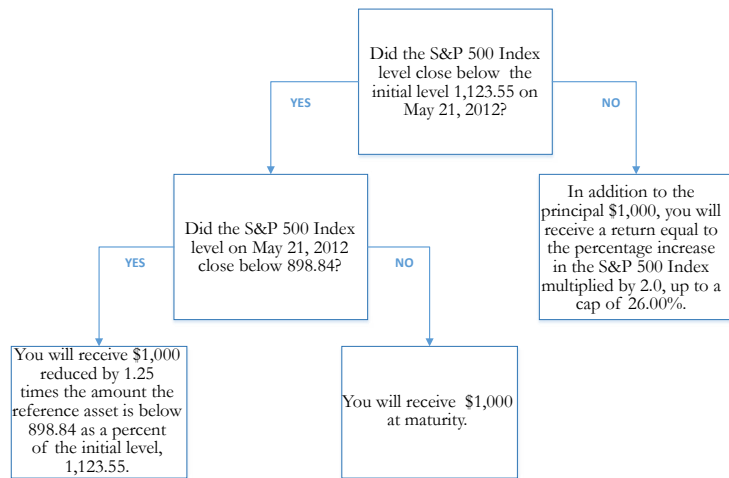 Did the S&P 500 Index
level close below the
initial level 1,123.55 on
May 21, 2012?
YES
NO
Did the S&P 500 Index
level on May 21, 2012
close below 898.84?
In addition to the
principal $1,000, you will
receive a return equal to
the percentage increase
in the S&P 500 Index
multiplied by 2.0, up to a
cap of 26.00%.
YES
NO
You will receive $1,000
reduced by 1.25
times the amount the
reference asset is below
898.84 as a percent
of the initial level,
1,123.55.
You will receive $1,000
at maturity.